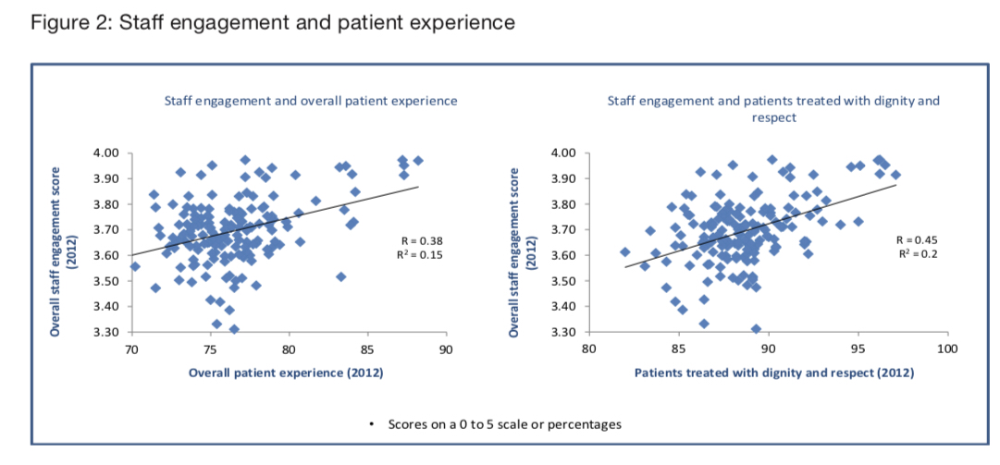 Figure 2: Staff engagement and patient experience
Staff engagement and overall patient experience
Overall staff engagement score
(2012)
4.00
3.90
3.80
3.70
3.60
3.50
3.40
3.30
R = 0.38
R² = 0.15
70 75 80 85 90
Overall patient experience (2012)
Staff engagement and patients treated with dignity and
respect
Overall staff engagement score
(2012)
4.00
3.90
3.80
3.70
3.60
3.50
3.40
3.30
R = 0.45
R² = 0.2
80 85 90 95 100
Patients treated with dignity and respect (2012)
• Scores on a 0 to 5 scale or percentages